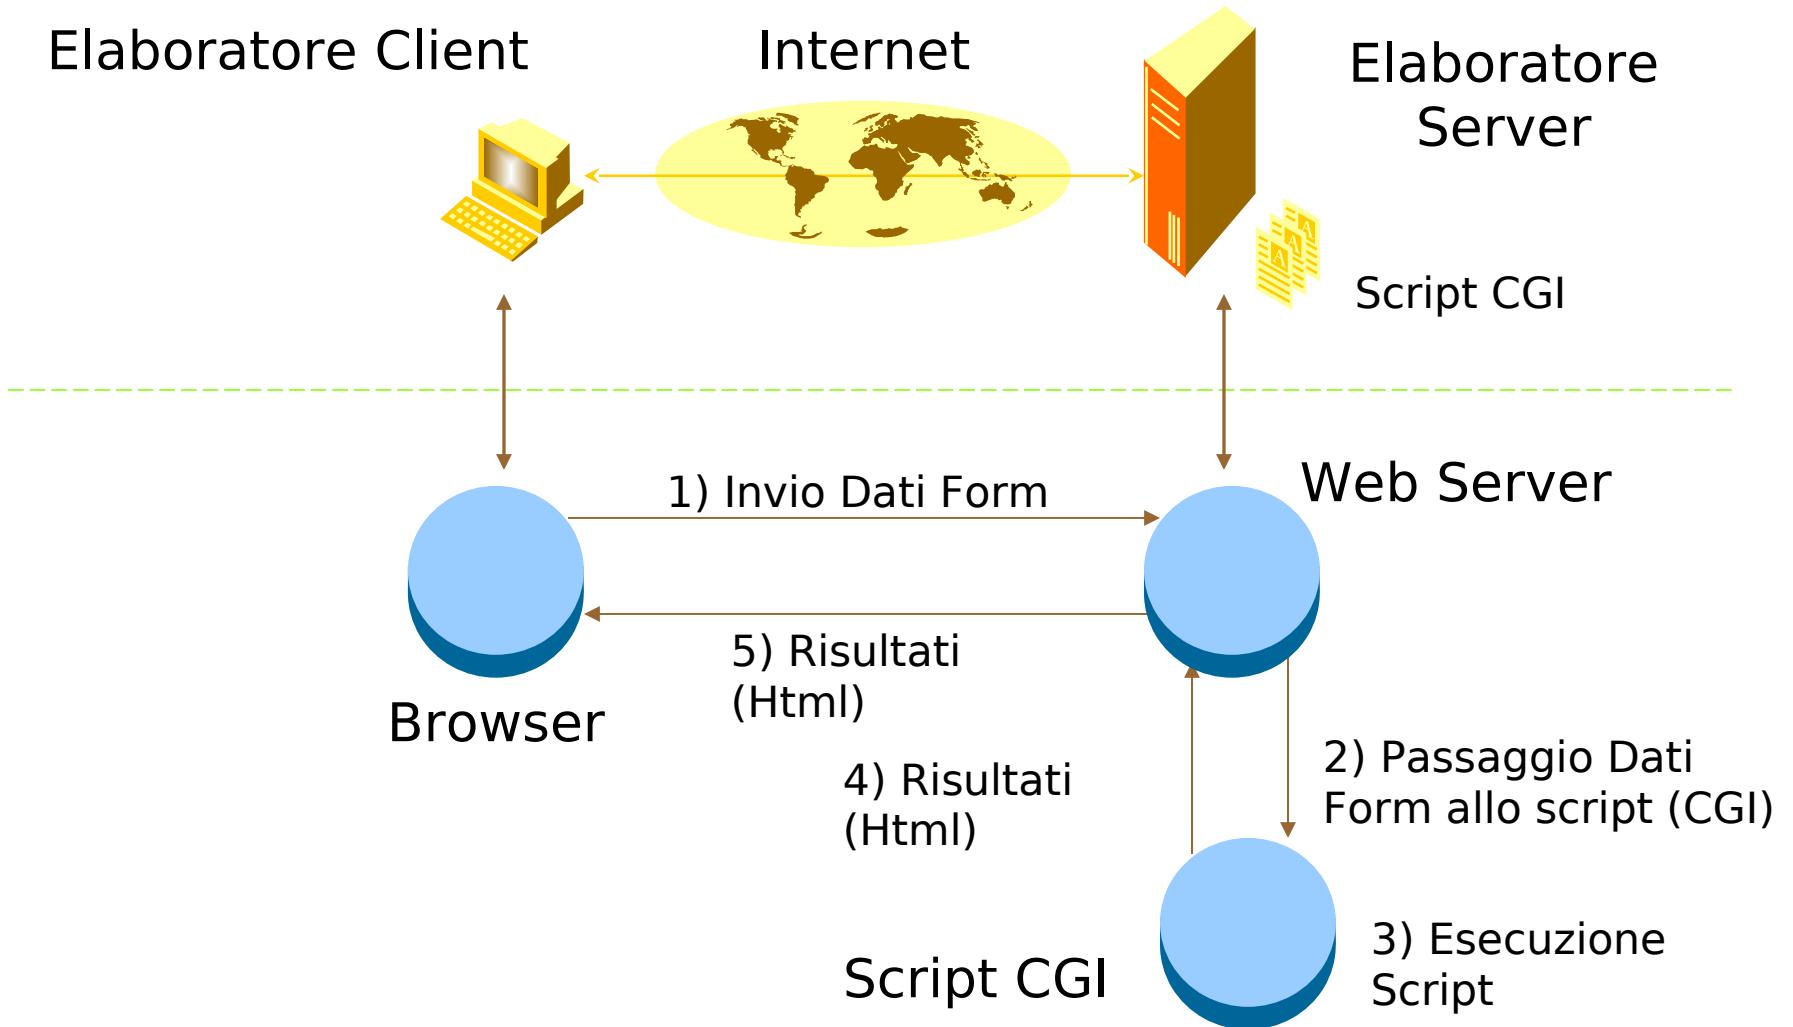 Elaboratore Client
Internet
Elaboratore
Server
A
A
A
Script CGI
1) Invio Dati Form
Web Server
5) Risultati
(Html)
Browser
4) Risultati
(Html)
2) Passaggio Dati
Form allo script (CGI)
3) Esecuzione
Script
Script CGI